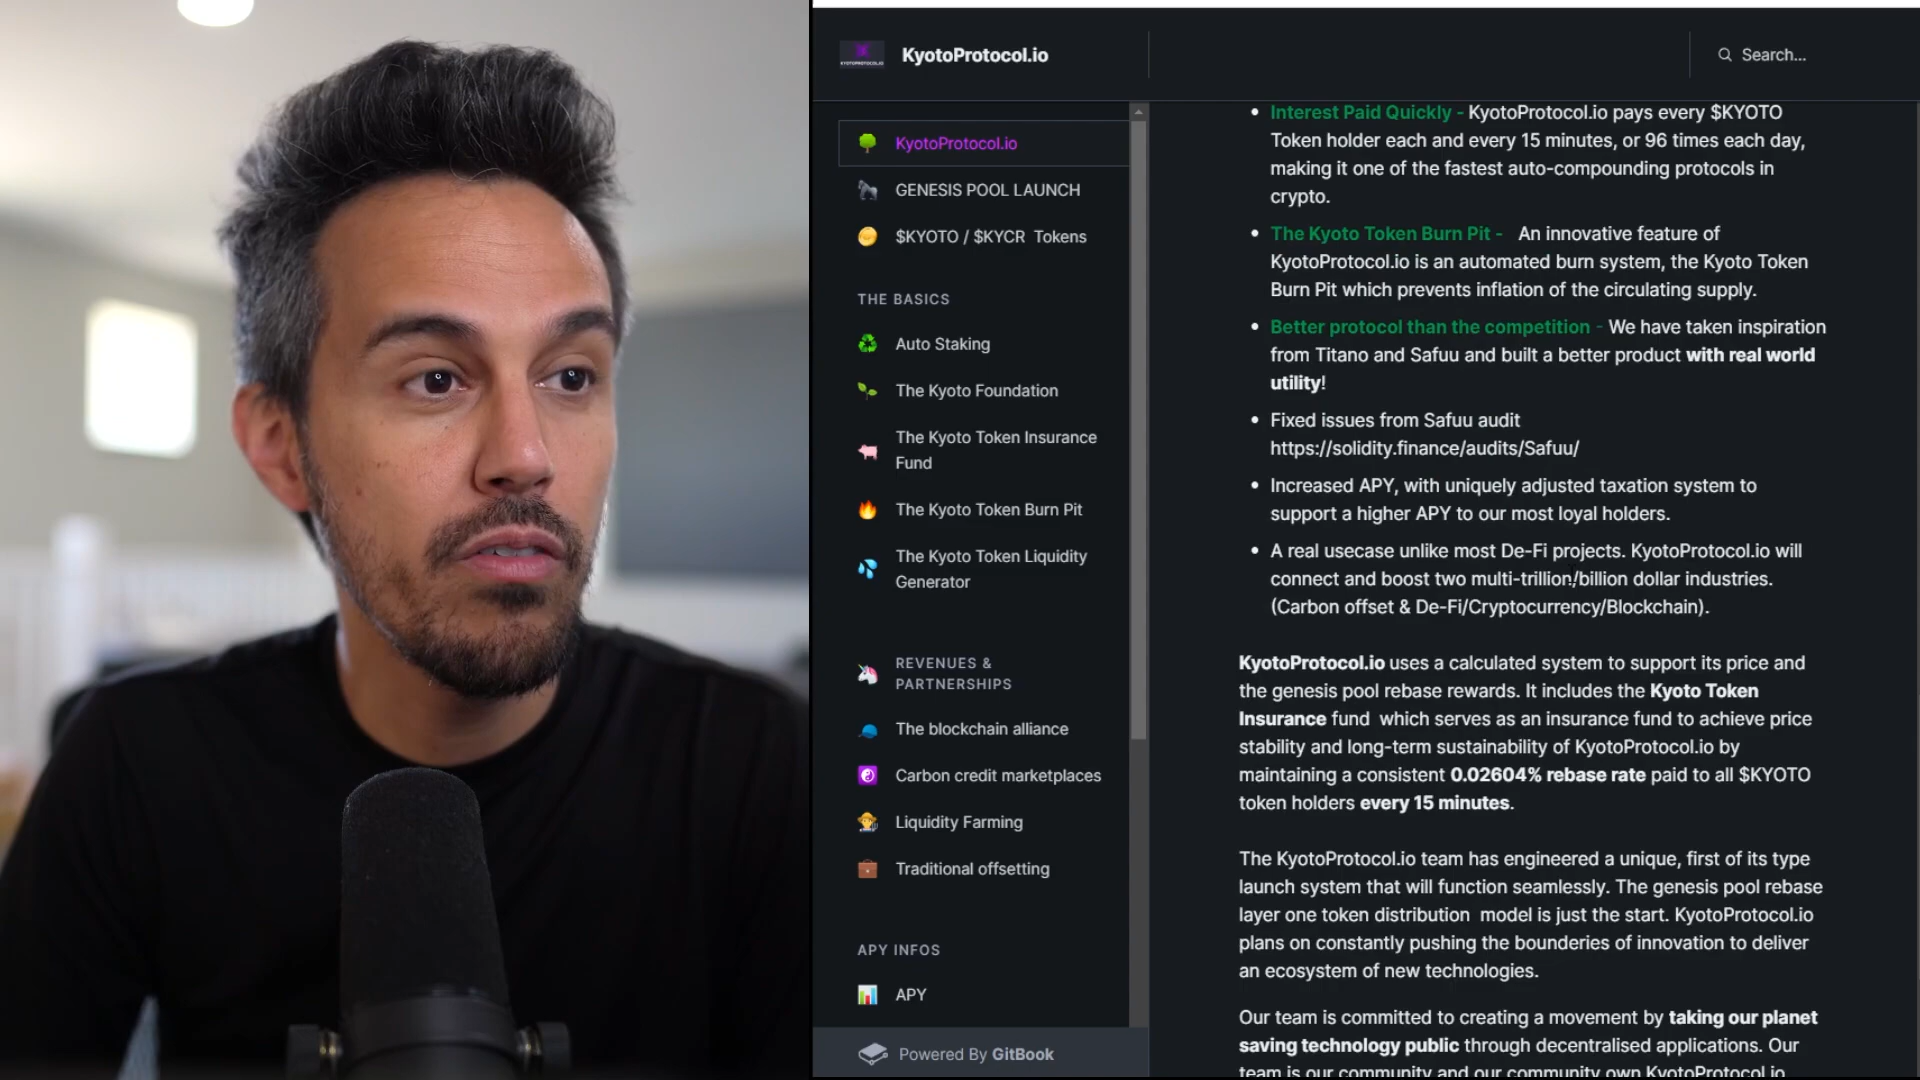 KyotoProtocol.io
Search...
KyotoProtocol.io
GENESIS POOL LAUNCH
$KYOTO / $KYCR Tokens
THE BASICS
Auto Staking
The Kyoto Foundation
The Kyoto Token Insurance
Fund
The Kyoto Token Burn Pit
The Kyoto Token Liquidity
Generator
REVENUES &
PARTNERSHIPS
The blockchain alliance
Carbon credit marketplaces
Liquidity Farming
Traditional offsetting
APY INFOS
APY
Powered By GitBook
• Interest Paid Quickly - KyotoProtocol.io pays every $KYOTO
Token holder each and every 15 minutes, or 96 times each day,
making it one of the fastest auto-compounding protocols in
crypto.
• The Kyoto Token Burn Pit - An innovative feature of
KyotoProtocol.io is an automated burn system, the Kyoto Token
Burn Pit which prevents inflation of the circulating supply.
• Better protocol than the competition - We have taken inspiration
from Titano and Safuu and built a better product with real world
utility!
• Fixed issues from Safuu audit
https://solidity.finance/audits/Safuu/
• Increased APY, with uniquely adjusted taxation system to
support a higher APY to our most loyal holders.
• A real usecase unlike most De-Fi projects. KyotoProtocol.io will
connect and boost two multi-trillion/billion dollar industries.
(Carbon offset & De-Fi/Cryptocurrency/Blockchain).
KyotoProtocol.io uses a calculated system to support its price and
the genesis pool rebase rewards. It includes the Kyoto Token
Insurance fund which serves as an insurance fund to achieve price
stability and long-term sustainability of KyotoProtocol.io by
maintaining a consistent 0.02604% rebase rate paid to all $KYOTO
token holders every 15 minutes.
The KyotoProtocol.io team has engineered a unique, first of its type
launch system that will function seamlessly. The genesis pool rebase
layer one token distribution model is just the start. KyotoProtocol.io
plans on constantly pushing the bounderies of innovation to deliver
an ecosystem of new technologies.
Our team is committed to creating a movement by taking our planet
saving technology public through decentralised applications. Our
team is our community and our community own KyotoProtocol.io